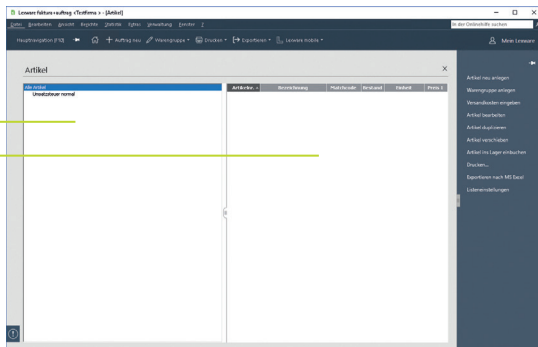 Lexware faktura+auftrag <Testfirma > - [Artikel]
Datei Bearbeiten Ansicht Berichte Statistik Extras Verwaltung Fenster ?
In der Onlinehilfe suchen
Hauptnavigation (F10) Auftrag neu Warengruppe Drucken Exportieren Lexware mobile Mein Lexware
Artikel
Alle Artikel
Umsatzsteuer normal
Artikelnr. Bezeichnung Matchcode Bestand Einheit Preis 1
Artikel neu anlegen
Warengruppe anlegen
Versandkosten eingeben
Artikel bearbeiten
Artikel duplizieren
Artikel verschieben
Artikel ins Lager einbuchen
Drucken...
Exportieren nach MS Excel
Listeneinstellungen